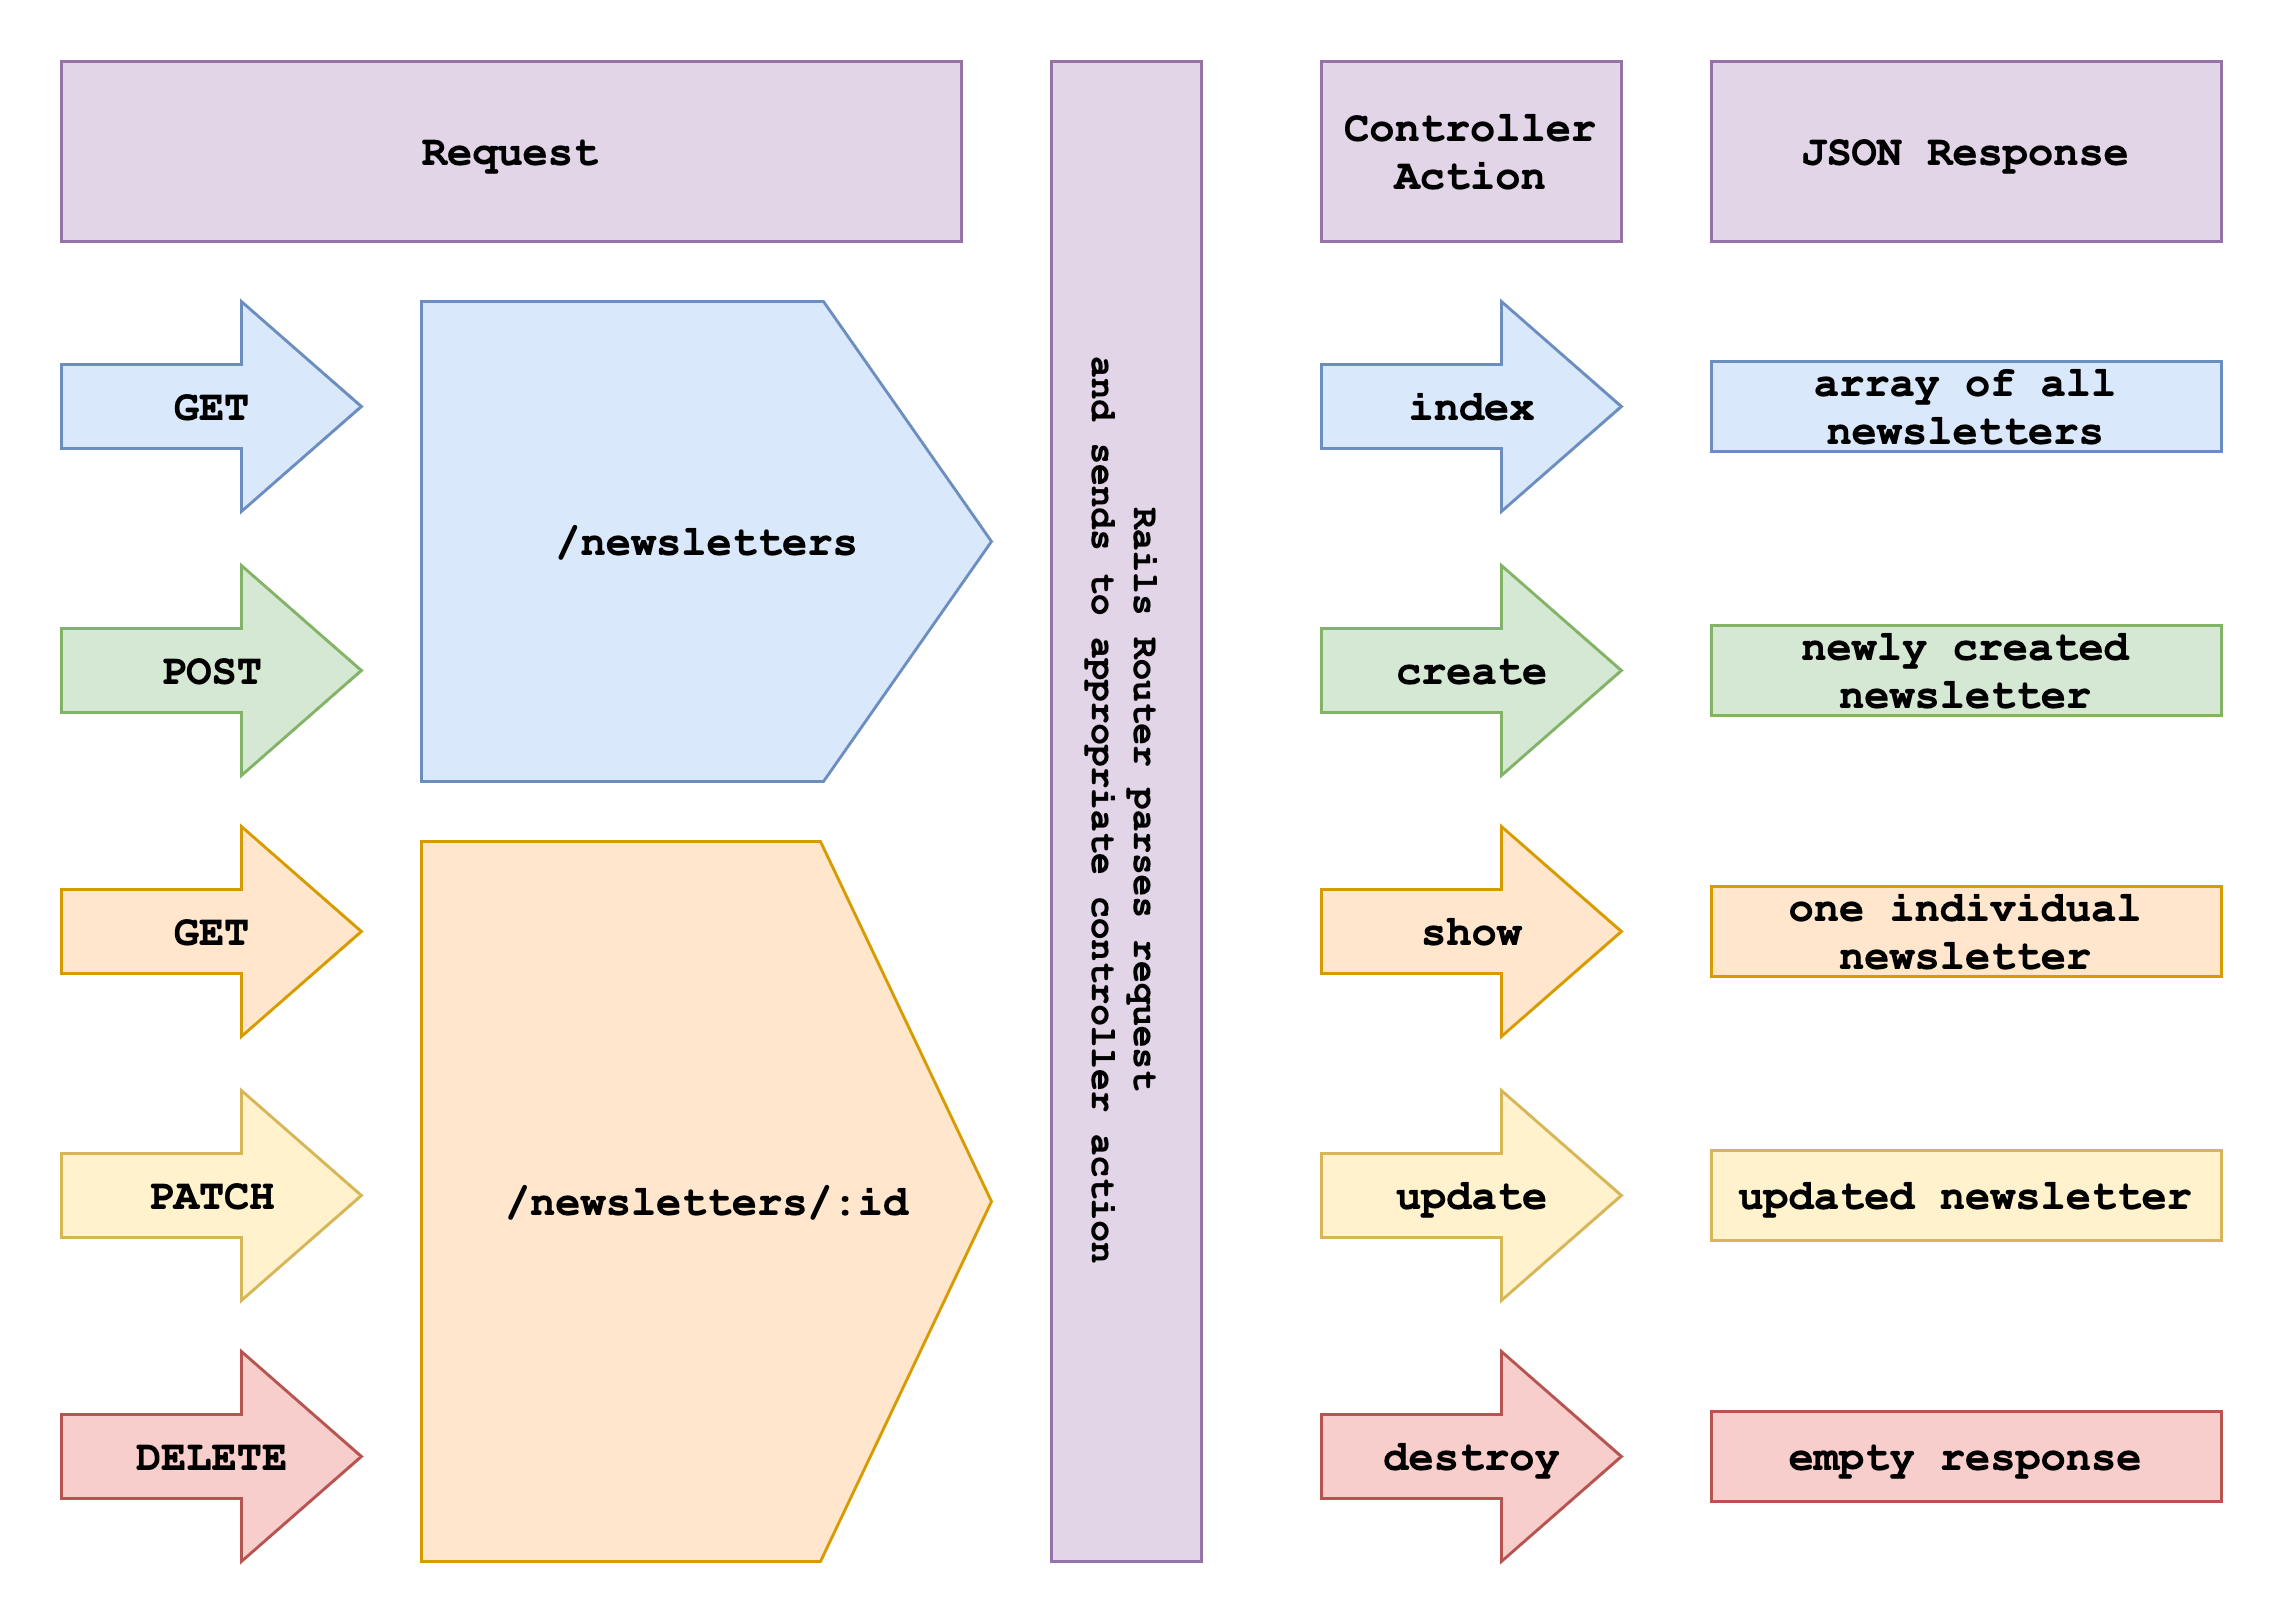 Request
Controller
Action
JSON Response
GET
/newsletters
POST
GET
/newsletters/:id
PATCH
DELETE
Rails Router parses request
and sends to appropriate controller action
index
array of all
newsletters
create
newly created
newsletter
show
one individual
newsletter
update
updated newsletter
destroy
empty response